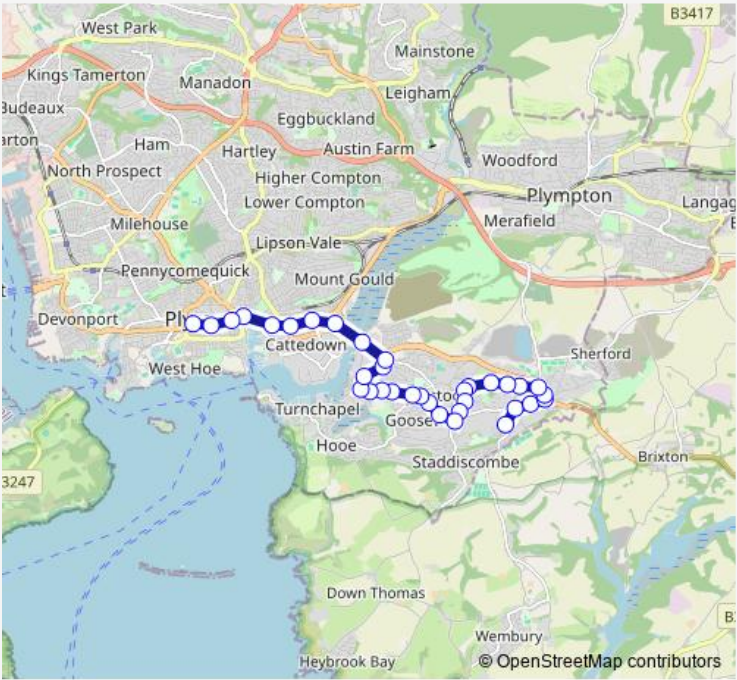 B3417
West Park
Mainstone
Kings Tamerton
Manadon
Leigham
Budeaux
Eggbuckland
arton
Ham
Hartley
Austin Farm
Woodford
North Prospect
Higher Compton
Plympton
Lower Compton
Langag
Milehouse
Merafield
Lipson Vale
Pennycomequick
Mount Gould
Devonport
Ply
Cattedown
Sherford
West Hoe
Turnchapel
Goose
Hooe
Staddiscombe
Brixton
3247
Down Thomas
Wembury
Heybrook Bay
© OpenStreetMap contributors